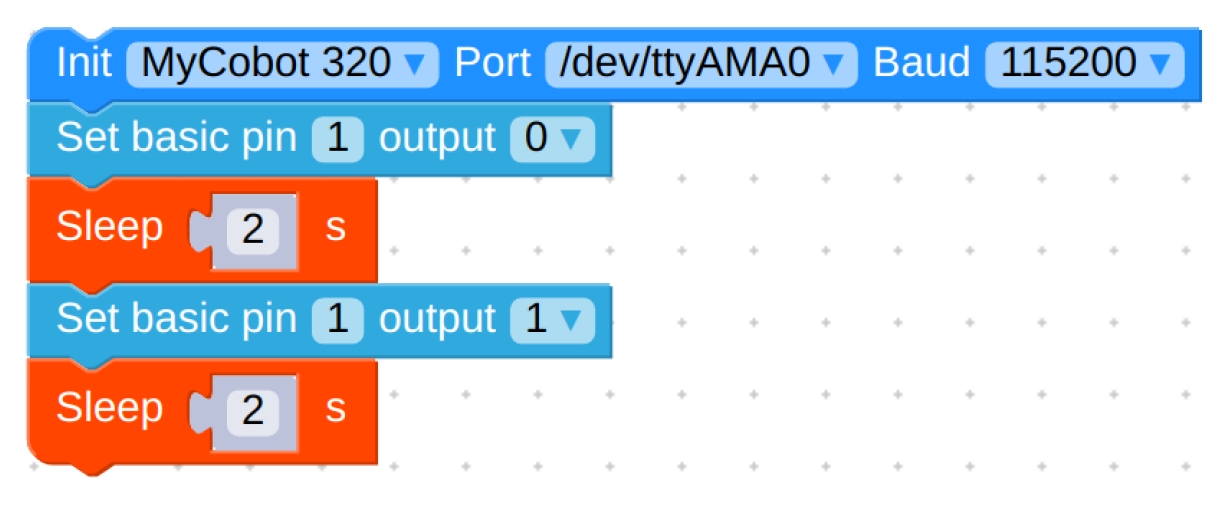 Init MyCobot 320 ▼ Port /dev/ttyAMA0 ▼ Baud 115200 ▼
Set basic pin 1 output 0 ▼
Sleep 2 s
Set basic pin 1 output 1 ▼
Sleep 2 s